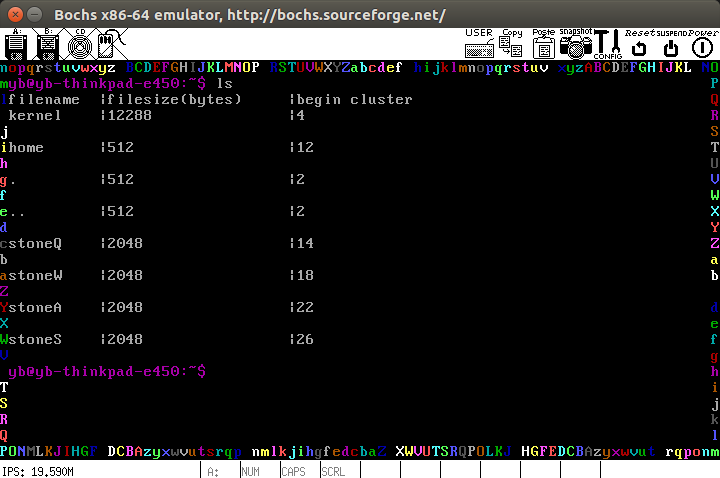 Bochs x86-64 emulator, http://bochs.sourceforge.net/
A: B: CD USER Copy Paste snapshot CONFIG Reset SUSPEND Power
nopqrstuvwxyz BCDEFGHIJKLMNOP RSTUVWXYZabcdef hijklmnopqrstuv xyzABCDEFGHIJKL NO
myb@yb-thinkpad-e450:~$ ls P
lfilename |filesize(bytes) |begin cluster Q
kernel |12288 |4 R
j S
ihome |512 |12 T
h U
g. |512 |2 V
f W
e.. |512 |2 X
d Y
cstoneQ |2048 |14 Z
b a
astoneW |2048 |18 b
Z
YstoneA |2048 |22 d
X e
WstoneS |2048 |26 f
V g
yb@yb-thinkpad-e450:~$ h
T i
S j
R k
Q l
PONMLKJIHGF DCBAzyxwvutsrqp nmlkjihgfedcbaZ XWVUTSRQPOLKJ HGFEDCBAzyxwvut rqponm
IPS: 19.590M A: NUM CAPS SCRL